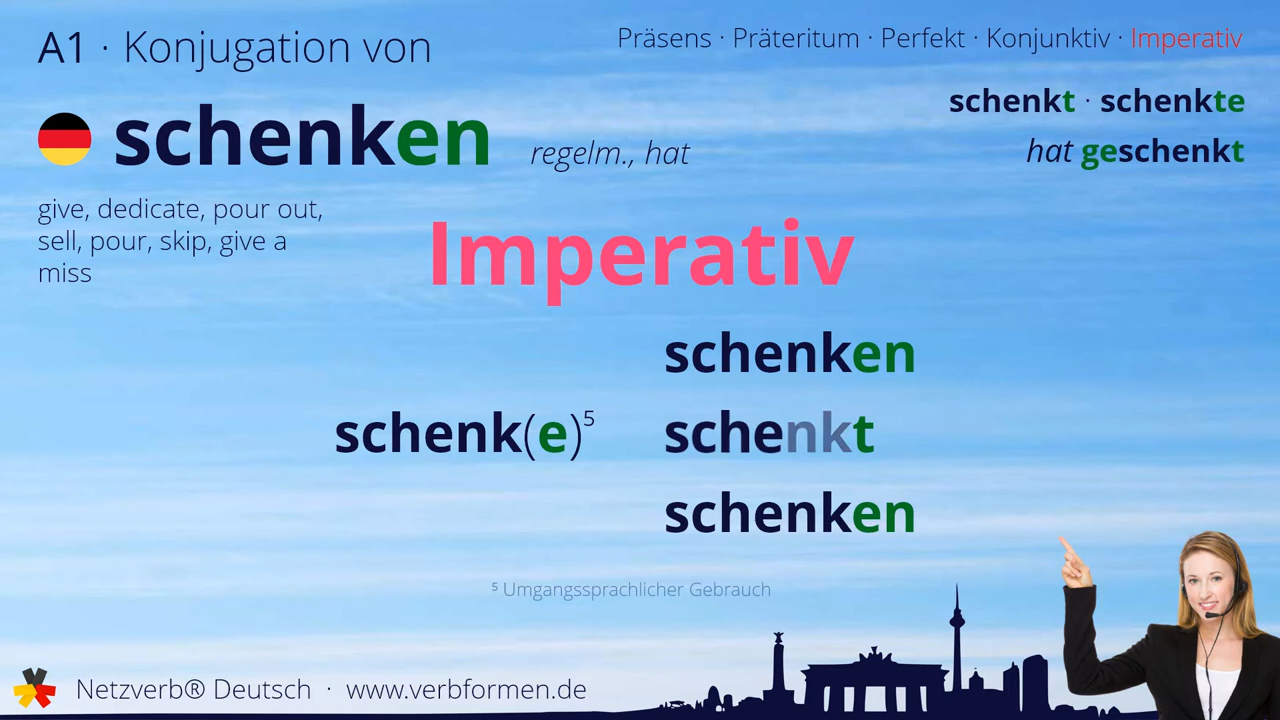 A1 · Konjugation von
Präsens · Präteritum · Perfekt · Konjunktiv · Imperativ
schenken regelm., hat
schenkt · schenkte
hat geschenkt
give, dedicate, pour out,
sell, pour, skip, give a
miss
Imperativ
schenken
schenk(e)⁵ schenkt
schenken
⁵ Umgangssprachlicher Gebrauch
Netzverb® Deutsch · www.verbformen.de